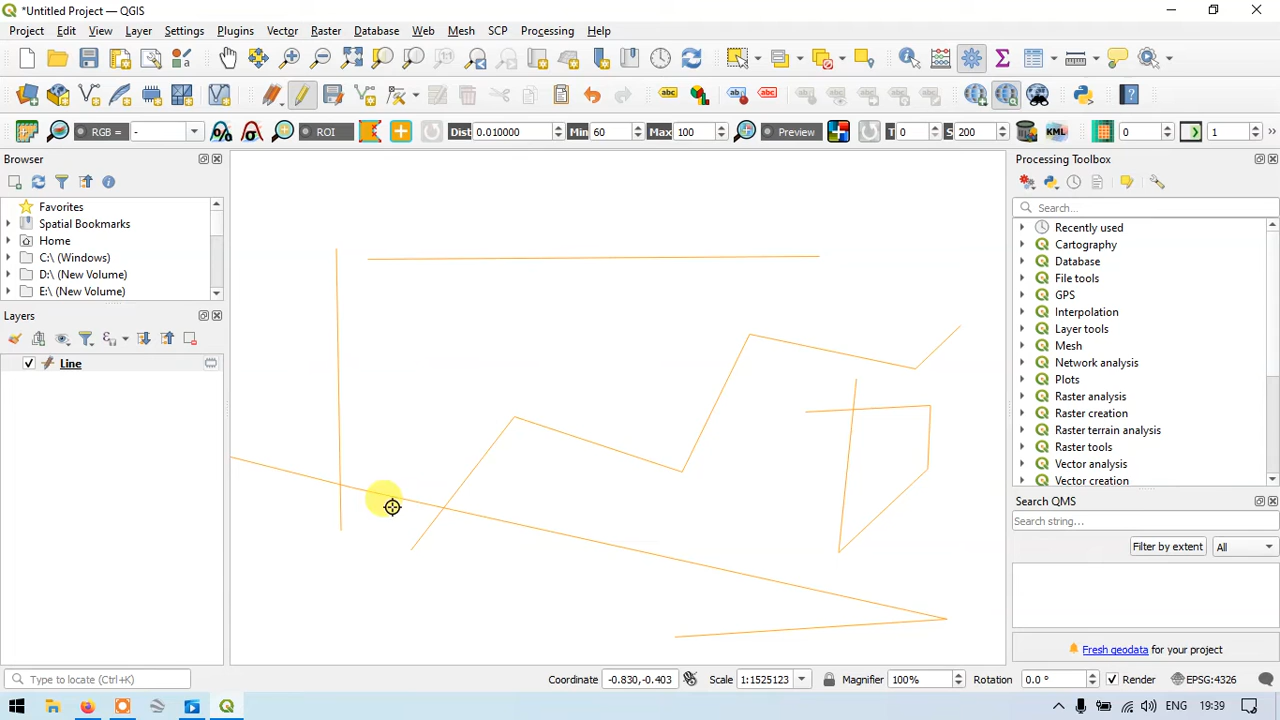 *Untitled Project — QGIS
Project Edit View Layer Settings Plugins Vector Raster Database Web Mesh SCP Processing Help
RGB = - ROI Dist 0.010000 Min 60 Max 100 Preview T 0 S 200 KML 0 1 »
Browser
Favorites
Spatial Bookmarks
Home
C:\ (Windows)
D:\ (New Volume)
E:\ (New Volume)
Layers
Line
Processing Toolbox
Search...
Recently used
Cartography
Database
File tools
GPS
Interpolation
Layer tools
Mesh
Network analysis
Plots
Raster analysis
Raster creation
Raster terrain analysis
Raster tools
Vector analysis
Vector creation
Search QMS
Search string...
Filter by extent All
Fresh geodata for your project
Type to locate (Ctrl+K) Coordinate -0.830,-0.403 Scale 1:1525123 Magnifier 100% Rotation 0.0 ° Render EPSG:4326
ENG 19:39